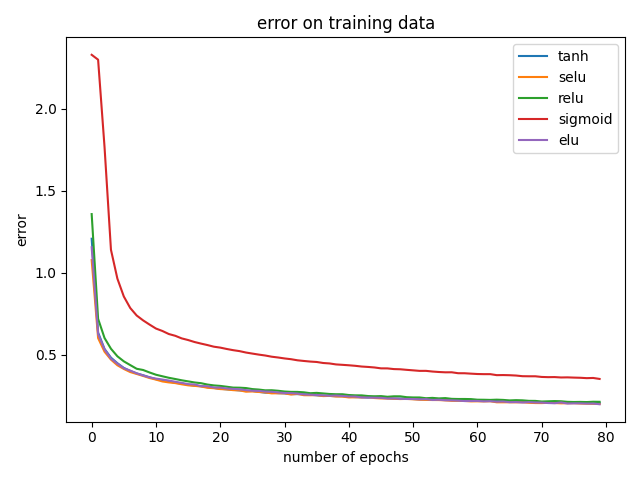 error on training data
error
2.0
1.5
1.0
0.5
0 10 20 30 40 50 60 70 80
number of epochs
tanh
selu
relu
sigmoid
elu